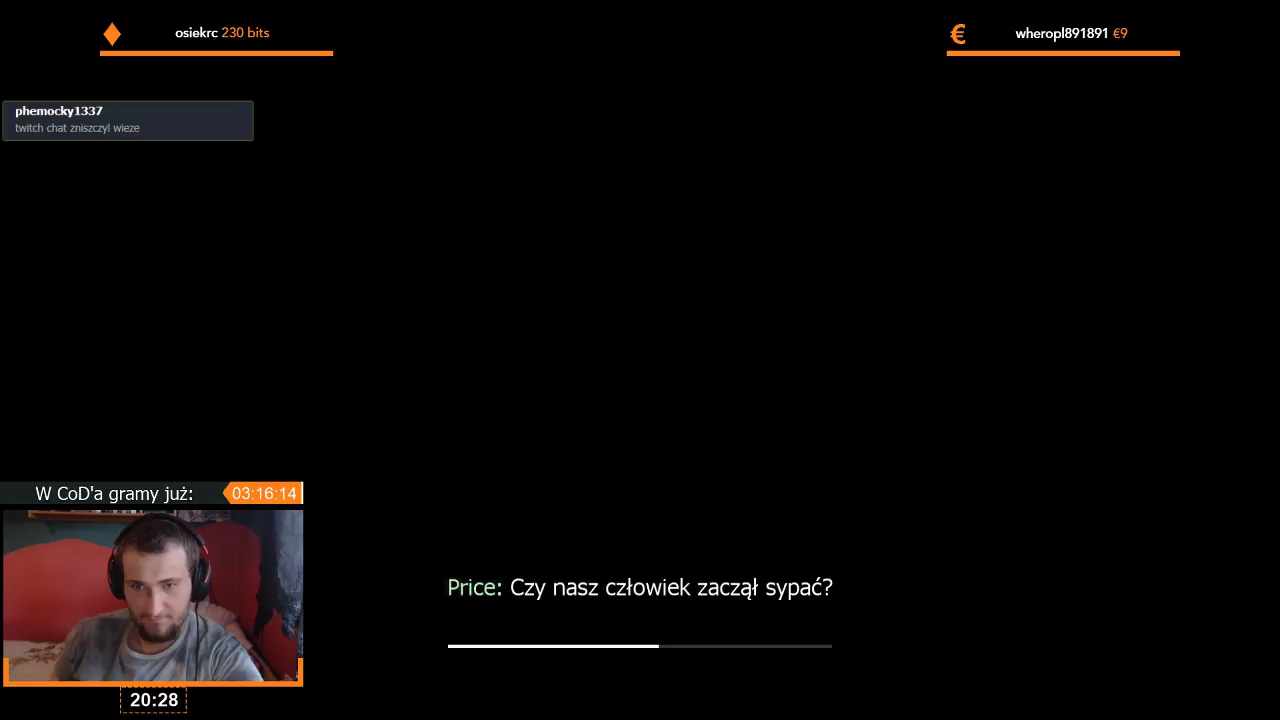 osiekrc 230 bits
€ wheropl891891 €9
phemocky1337
twitch chat zniszczyl wieze
W CoD'a gramy już: 03:16:14
Price: Czy nasz człowiek zaczął sypać?
20:28